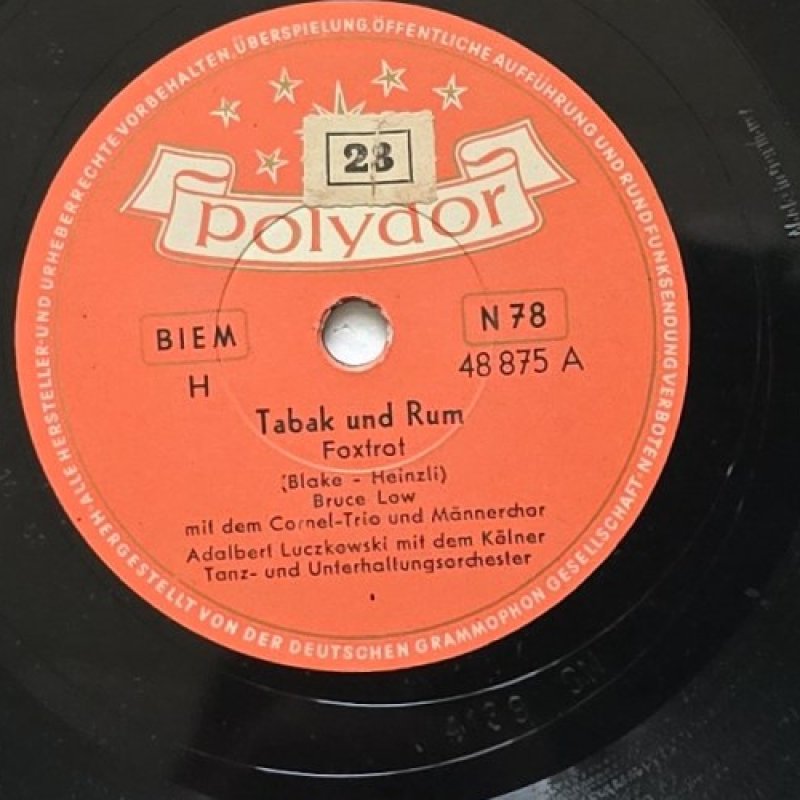 ALLE HERSTELLER- UND URHEBERRECHTE VORBEHALTEN, ÜBERSPIELUNG, ÖFFENTLICHE AUFFÜHRUNG UND RUNDFUNKSENDUNG VERBOTEN · HERGESTELLT VON DER DEUTSCHEN GRAMMOPHON GESELLSCHAFT ·
23
polydor
BIEM
N 78
H
48 875 A
Tabak und Rum
Foxtrot
(Blake - Heinzli)
Bruce Low
mit dem Cornel-Trio und Männerchor
Adalbert Luczkowski mit dem Kölner
Tanz- und Unterhaltungsorchester